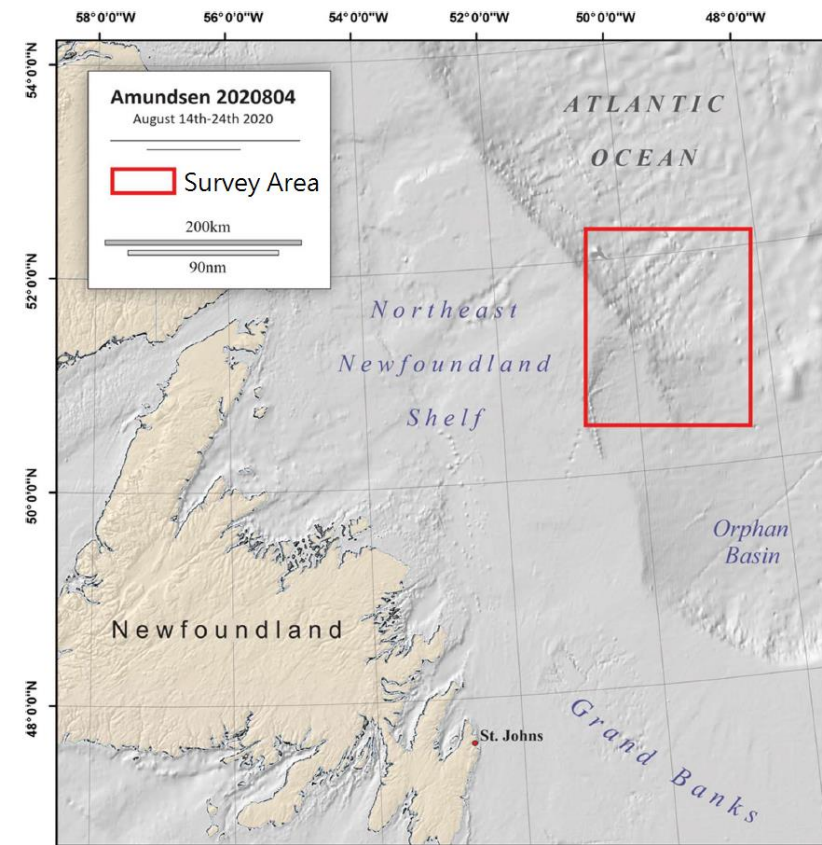 58°0'0"W 56°0'0"W 54°0'0"W 52°0'0"W 50°0'0"W 48°0'0"W
54°0'0"N
52°0'0"N
50°0'0"N
48°0'0"N
Amundsen 2020804
August 14th-24th 2020
Survey Area
200km
90nm
ATLANTIC
OCEAN
Northeast
Newfoundland
Shelf
Orphan
Basin
Newfoundland
St. Johns
Grand Banks